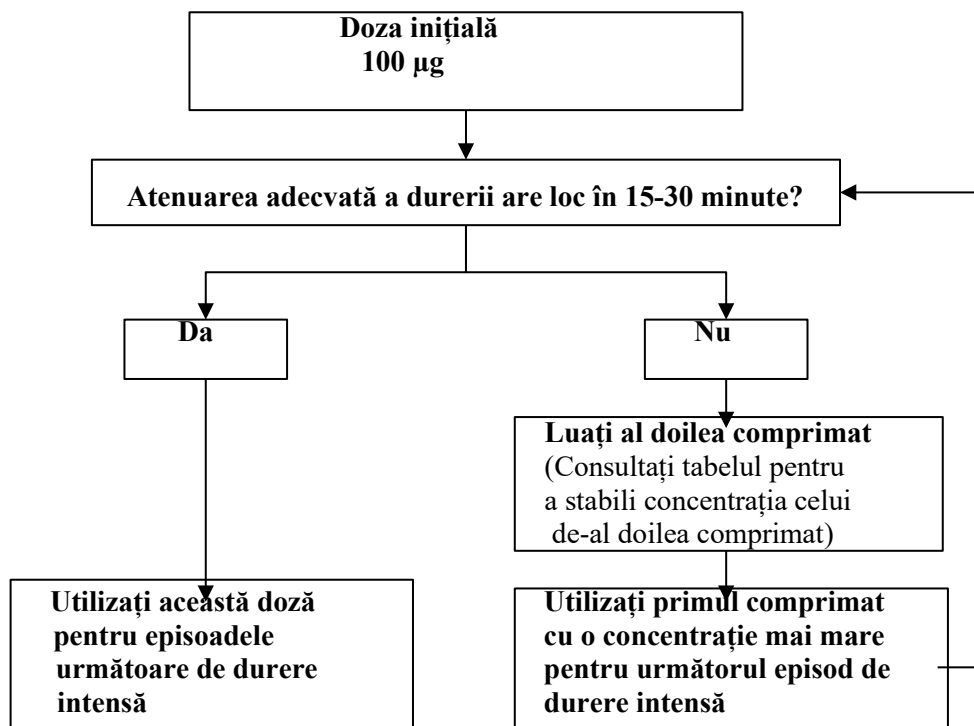 Doza inițială
100 µg
Atenuarea adecvată a durerii are loc în 15-30 minute?
Da
Nu
Luați al doilea comprimat
(Consultați tabelul pentru
a stabili concentrația celui
de-al doilea comprimat)
Utilizați această doză
pentru episoadele
următoare de durere
intensă
Utilizați primul comprimat
cu o concentrație mai mare
pentru următorul episod de
durere intensă